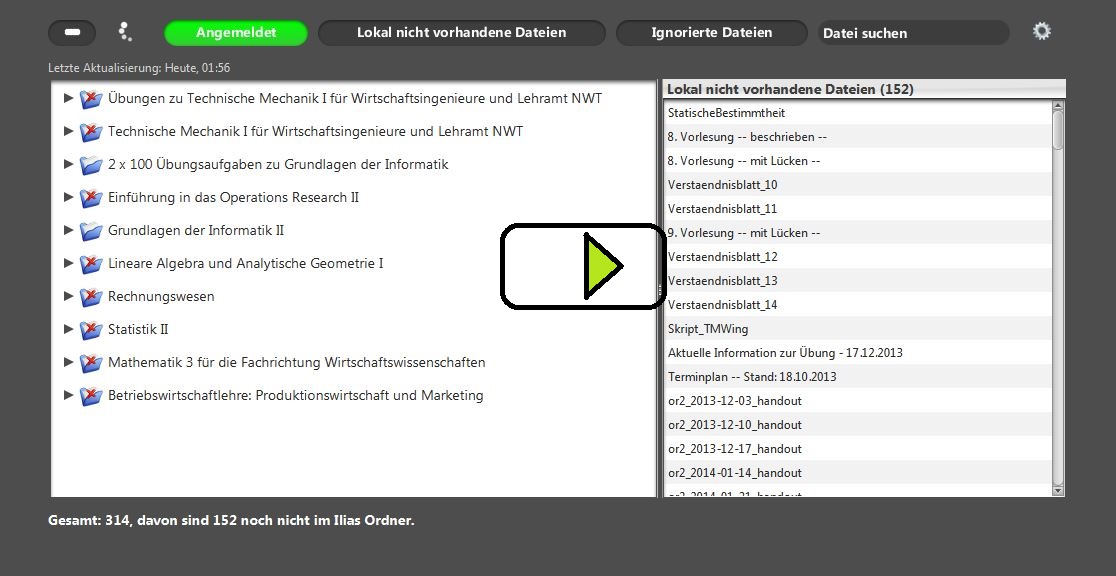 Angemeldet
Lokal nicht vorhandene Dateien
Ignorierte Dateien
Datei suchen
Letzte Aktualisierung: Heute, 01:56
Übungen zu Technische Mechanik I für Wirtschaftsingenieure und Lehramt NWT
Technische Mechanik I für Wirtschaftsingenieure und Lehramt NWT
2 x 100 Übungsaufgaben zu Grundlagen der Informatik
Einführung in das Operations Research II
Grundlagen der Informatik II
Lineare Algebra und Analytische Geometrie I
Rechnungswesen
Statistik II
Mathematik 3 für die Fachrichtung Wirtschaftswissenschaften
Betriebswirtschaftlehre: Produktionswirtschaft und Marketing
Lokal nicht vorhandene Dateien (152)
StatischeBestimmtheit
8. Vorlesung -- beschrieben --
8. Vorlesung -- mit Lücken --
Verstaendnisblatt_10
Verstaendnisblatt_11
9. Vorlesung -- mit Lücken --
Verstaendnisblatt_12
Verstaendnisblatt_13
Verstaendnisblatt_14
Skript_TMWing
Aktuelle Information zur Übung - 17.12.2013
Terminplan -- Stand: 18.10.2013
or2_2013-12-03_handout
or2_2013-12-10_handout
or2_2013-12-17_handout
or2_2014-01-14_handout
or2_2014-01-21_handout
Gesamt: 314, davon sind 152 noch nicht im Ilias Ordner.